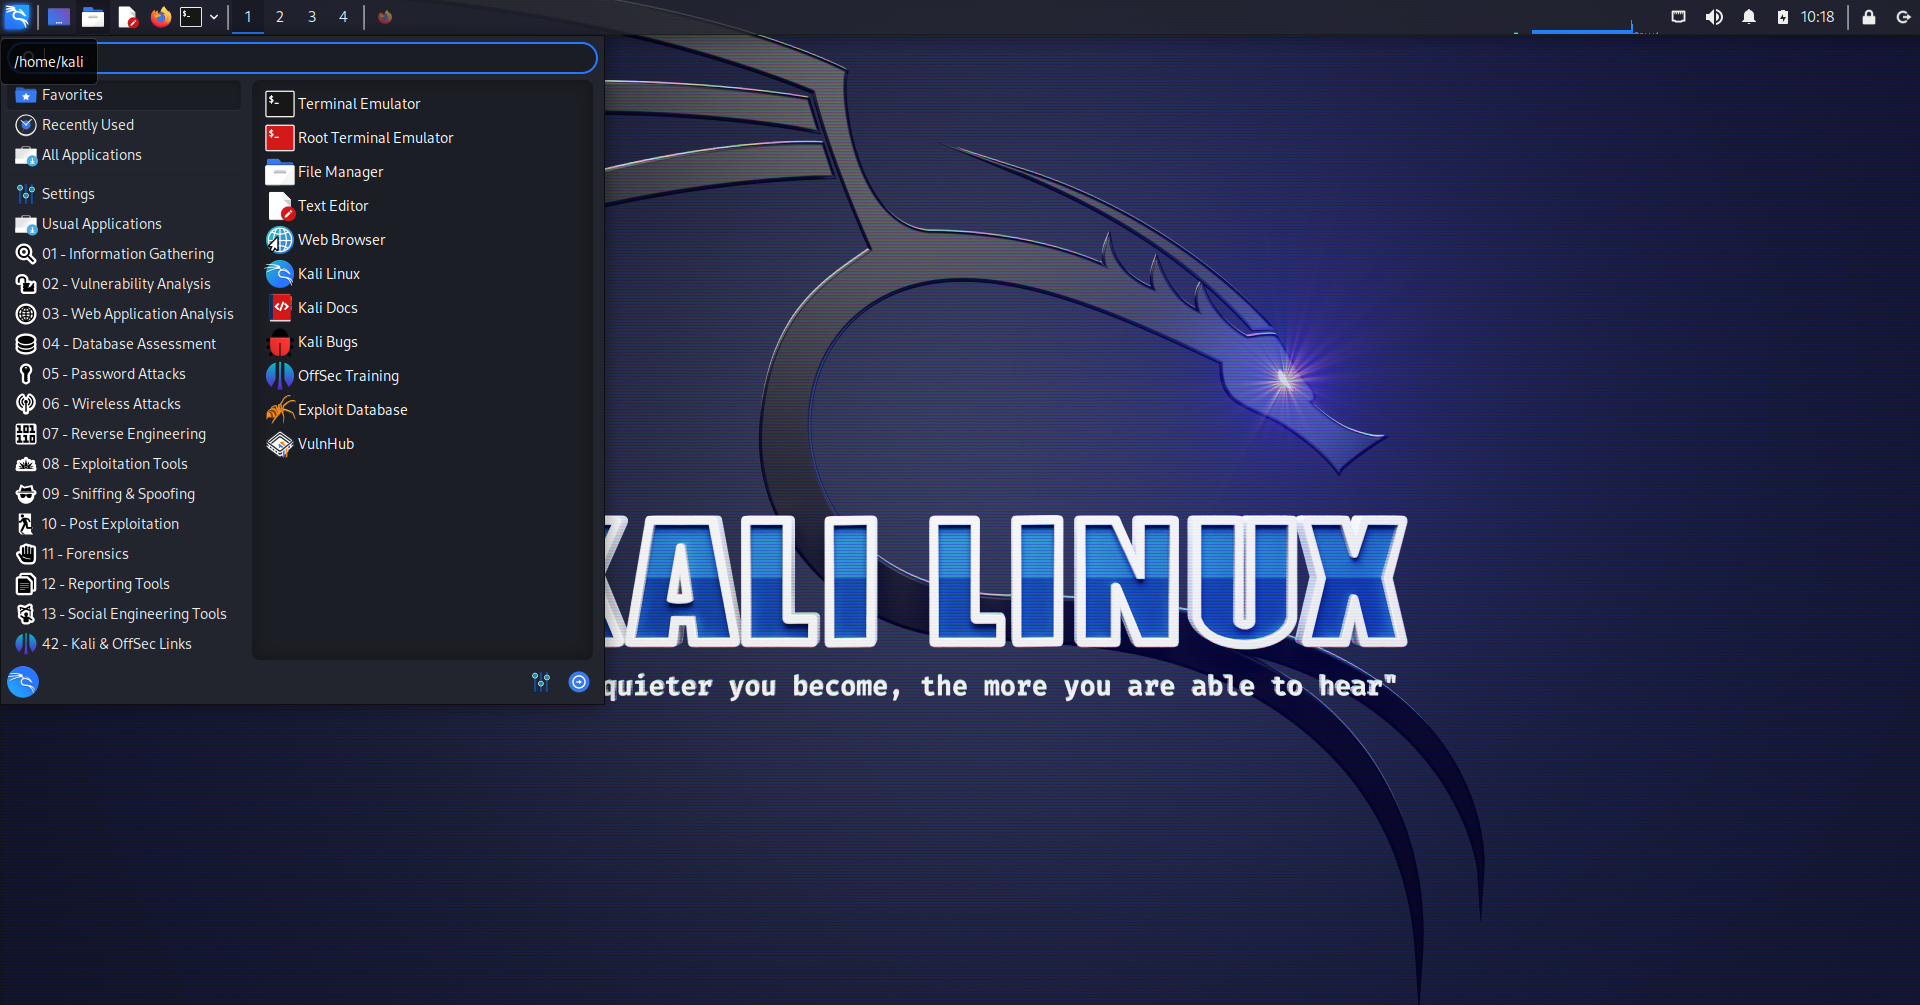 1 2 3 4
10:18
/home/kali
Favorites
Recently Used
All Applications
Settings
Usual Applications
01 - Information Gathering
02 - Vulnerability Analysis
03 - Web Application Analysis
04 - Database Assessment
05 - Password Attacks
06 - Wireless Attacks
07 - Reverse Engineering
08 - Exploitation Tools
09 - Sniffing & Spoofing
10 - Post Exploitation
11 - Forensics
12 - Reporting Tools
13 - Social Engineering Tools
42 - Kali & OffSec Links
Terminal Emulator
Root Terminal Emulator
File Manager
Text Editor
Web Browser
Kali Linux
Kali Docs
Kali Bugs
OffSec Training
Exploit Database
VulnHub
KALI LINUX
quieter you become, the more you are able to hear"